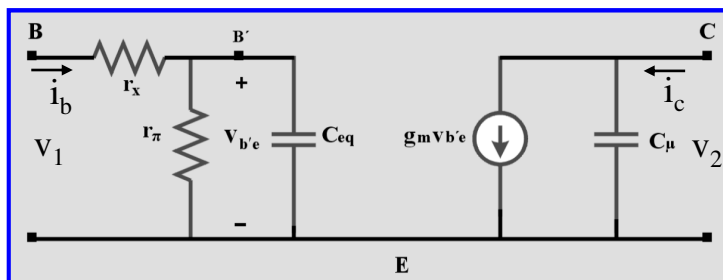 B B′ C
i_b r_x + i_c
v_1 r_π v_b′e C_eq g_m v_b′e C_μ v_2
−
E